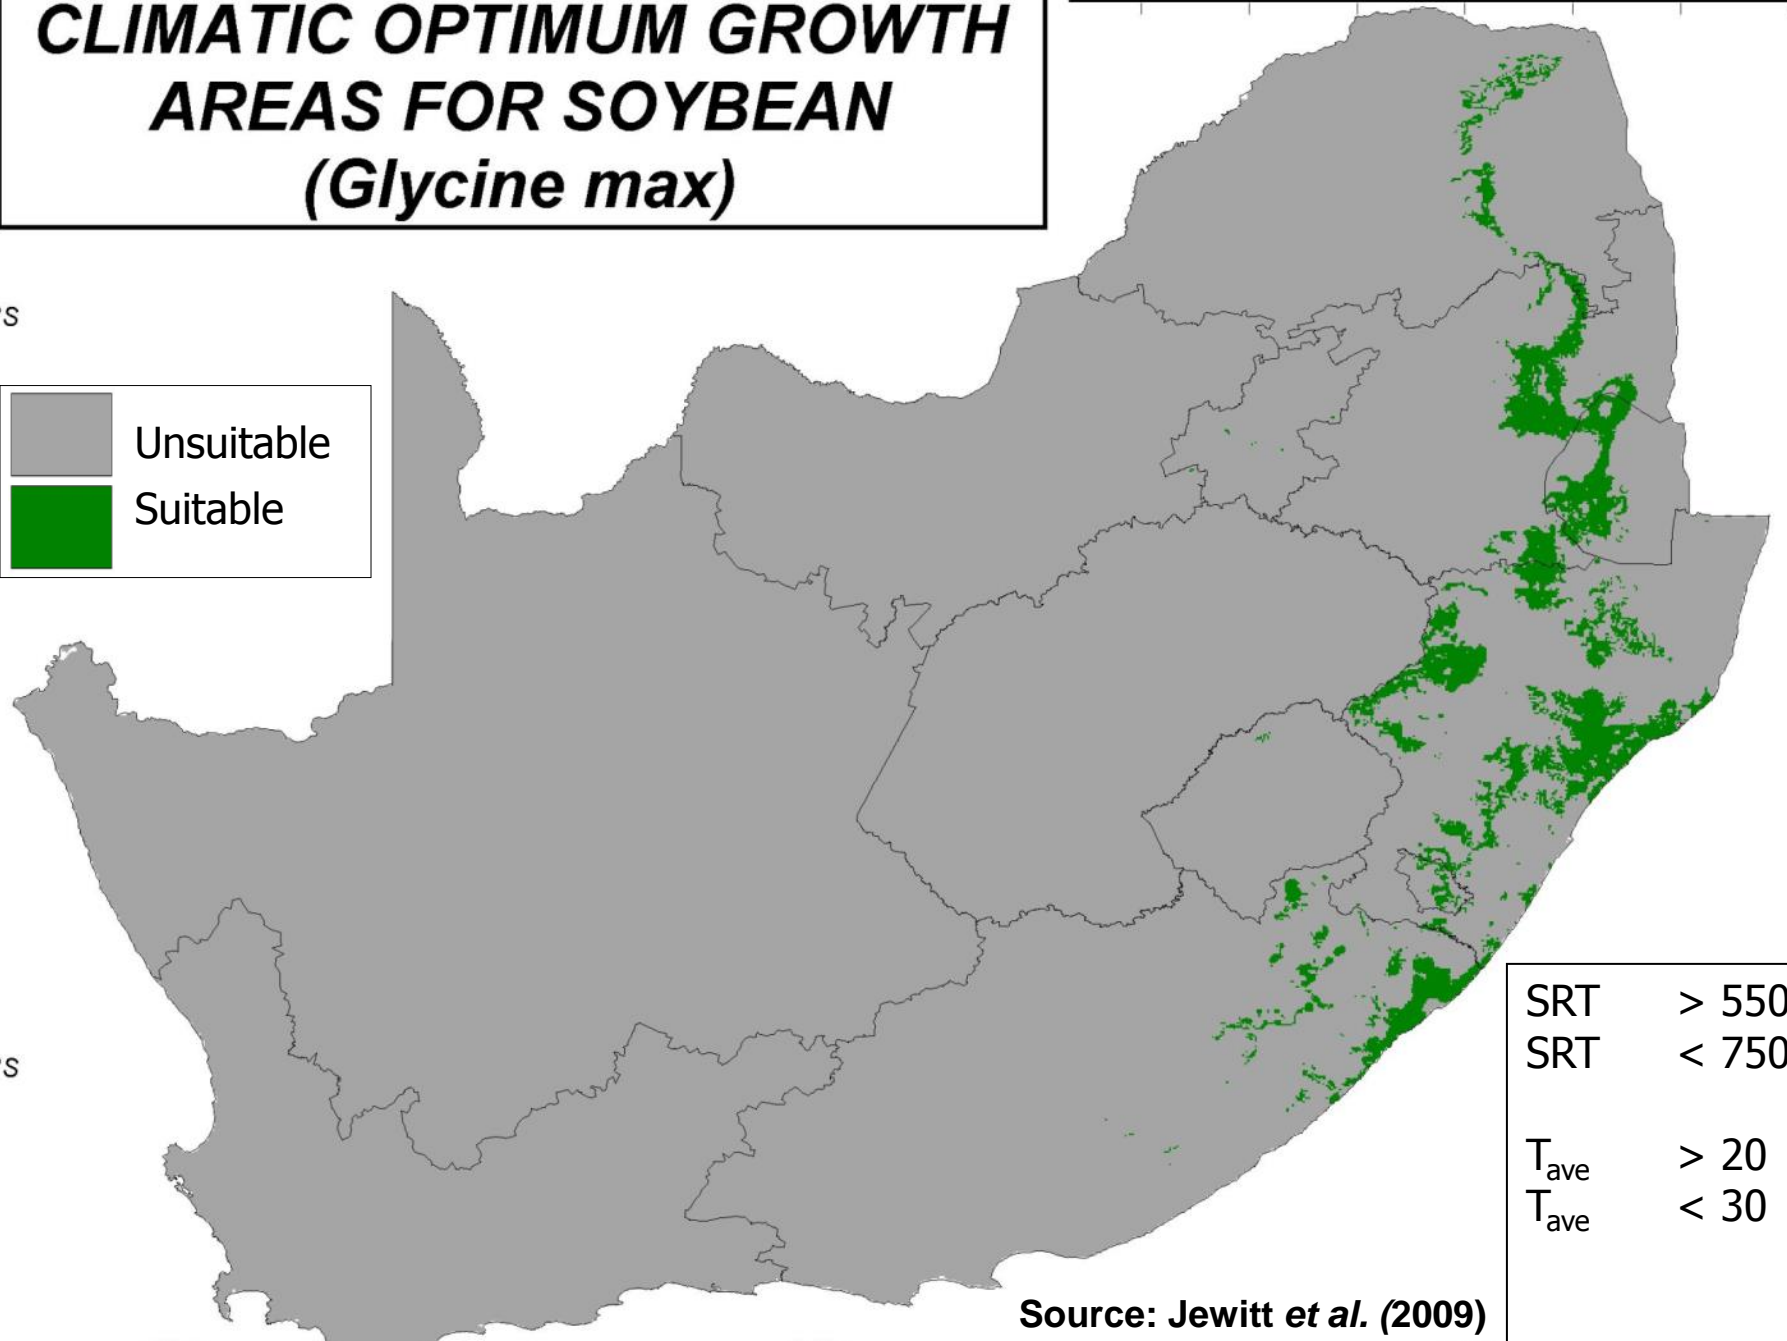 CLIMATIC OPTIMUM GROWTH
AREAS FOR SOYBEAN
(Glycine max)
Unsuitable
Suitable
SRT > 550
SRT < 750
Tave > 20
Tave < 30
Source: Jewitt et al. (2009)